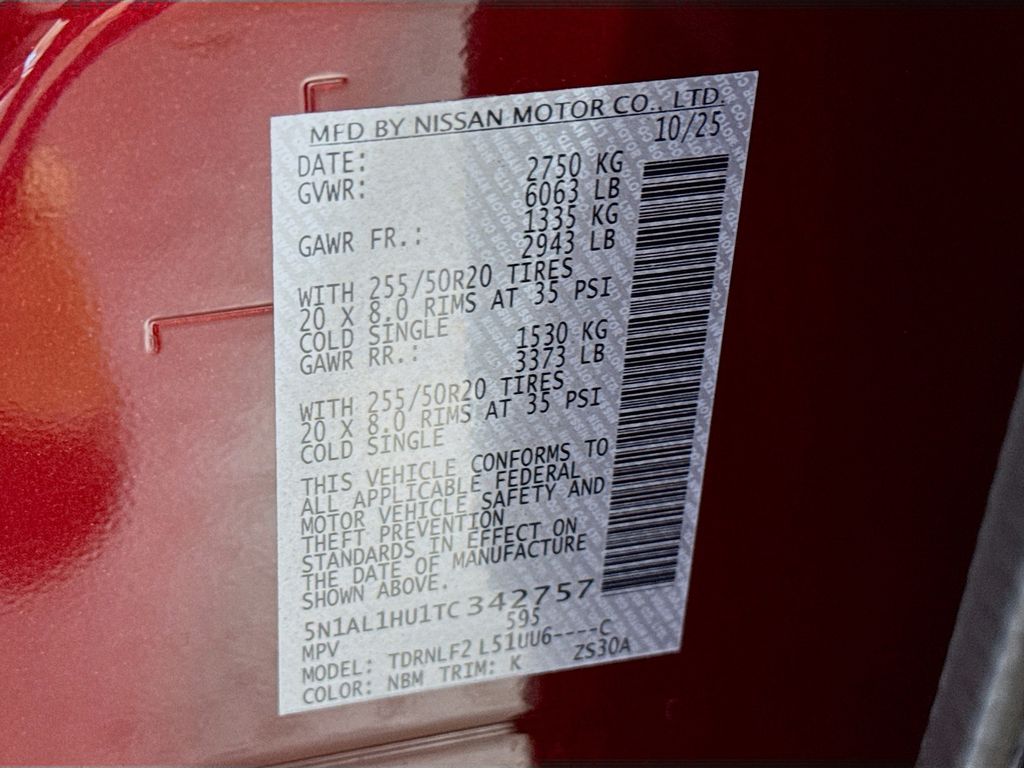 MFD BY NISSAN MOTOR CO., LTD.
DATE: 10/25
GVWR: 2750 KG
6063 LB
GAWR FR.: 1335 KG
2943 LB
WITH 255/50R20 TIRES
20 X 8.0 RIMS AT 35 PSI
COLD SINGLE
GAWR RR.: 1530 KG
3373 LB
WITH 255/50R20 TIRES
20 X 8.0 RIMS AT 35 PSI
COLD SINGLE
THIS VEHICLE CONFORMS TO
ALL APPLICABLE FEDERAL
MOTOR VEHICLE SAFETY AND
THEFT PREVENTION
STANDARDS IN EFFECT ON
THE DATE OF MANUFACTURE
SHOWN ABOVE.
5N1AL1HU1TC342757
MPV 595
MODEL: TDRNLF2 L51UU6----C
COLOR: NBM TRIM: K ZS30A